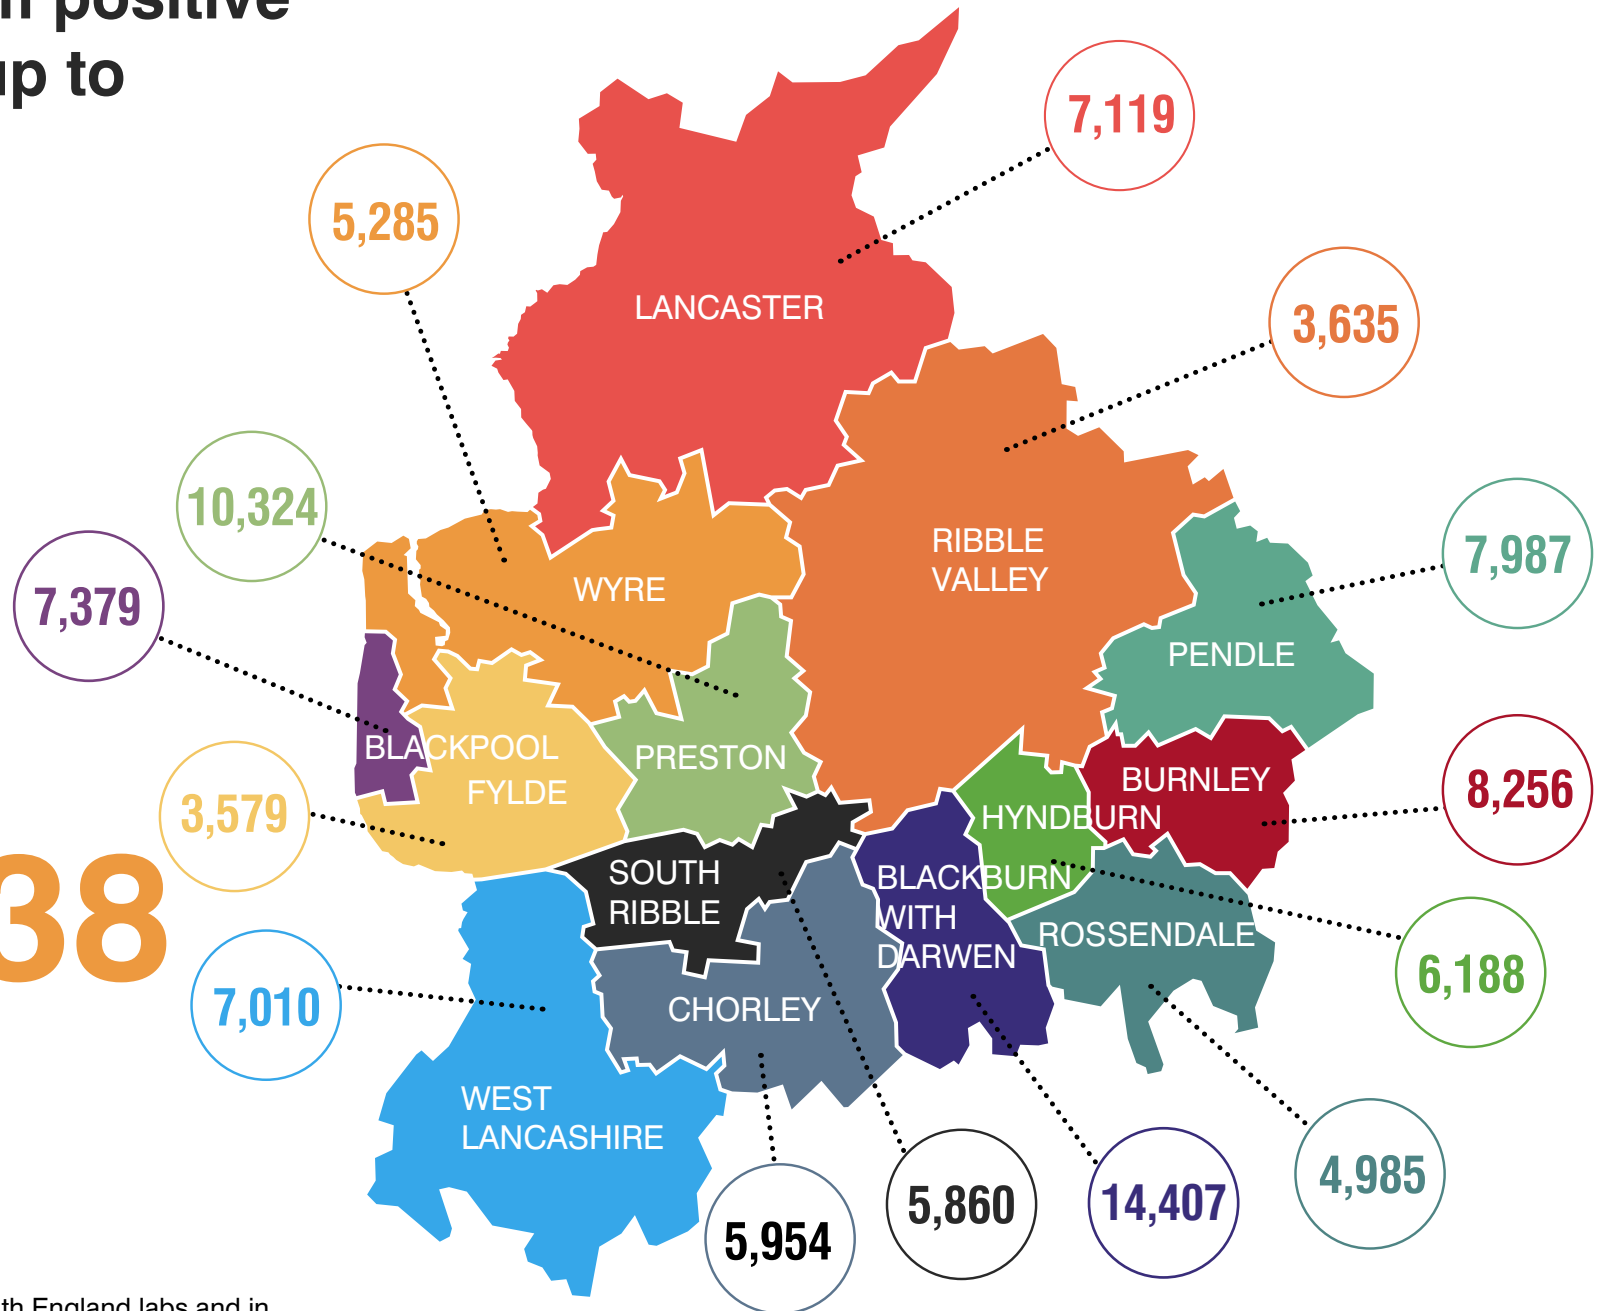 positive
up to
7,119
5,285
3,635
LANCASTER
10,324
7,987
7,379
RIBBLE
VALLEY
WYRE
PENDLE
BLACKPOOL
PRESTON
FYLDE
BURNLEY
8,256
3,579
HYNDBURN
38
SOUTH
RIBBLE
BLACKBURN
WITH
DARWEN
ROSSENDALE
7,010
CHORLEY
6,188
WEST
LANCASHIRE
5,954
5,860
14,407
4,985
England labs and in